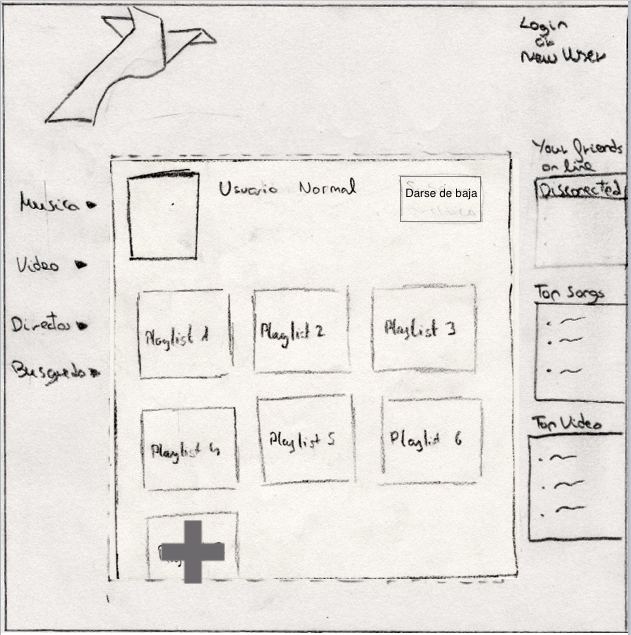 Login
or
New User
Your friends
on line
Disconected
Musica
Video
Directos
Busqueda
Usuario Normal
Darse de baja
Playlist 1
Playlist 2
Playlist 3
Playlist 4
Playlist 5
Playlist 6
Top Songs
Top Video